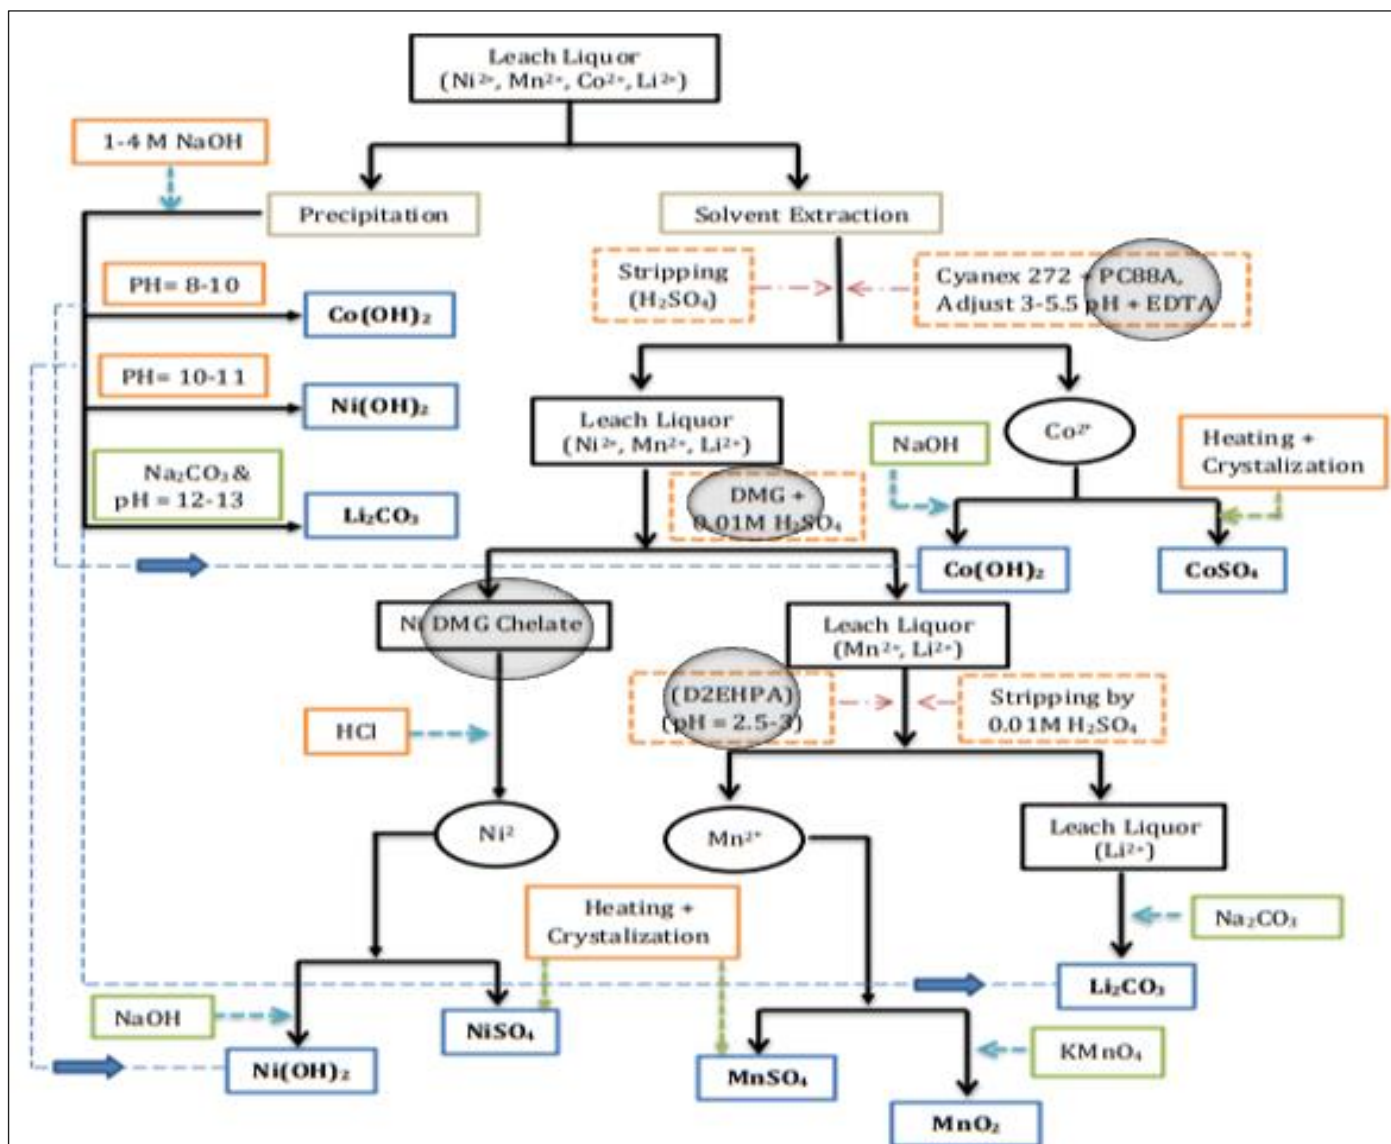 Leach Liquor
(Ni²⁺, Mn²⁺, Co²⁺, Li²⁺)
1-4 M NaOH
Precipitation
Solvent Extraction
PH= 8-10
Co(OH)₂
Stripping
(H₂SO₄)
Cyanex 272 + PC88A,
Adjust 3-5.5 pH + EDTA
PH= 10-11
Ni(OH)₂
Leach Liquor
(Ni²⁺, Mn²⁺, Li²⁺)
NaOH
Co²⁺
Heating +
Crystalization
Na₂CO₃ &
pH = 12-13
Li₂CO₃
DMG +
0.01M H₂SO₄
Co(OH)₂
CoSO₄
Ni DMG Chelate
Leach Liquor
(Mn²⁺, Li²⁺)
(D2EHPA)
(pH = 2.5-3)
Stripping by
0.01M H₂SO₄
HCl
Ni²
Mn²⁺
Leach Liquor
(Li²⁺)
Heating +
Crystalization
Na₂CO₃
Li₂CO₃
NaOH
NiSO₄
Ni(OH)₂
MnSO₄
KMnO₄
MnO₂